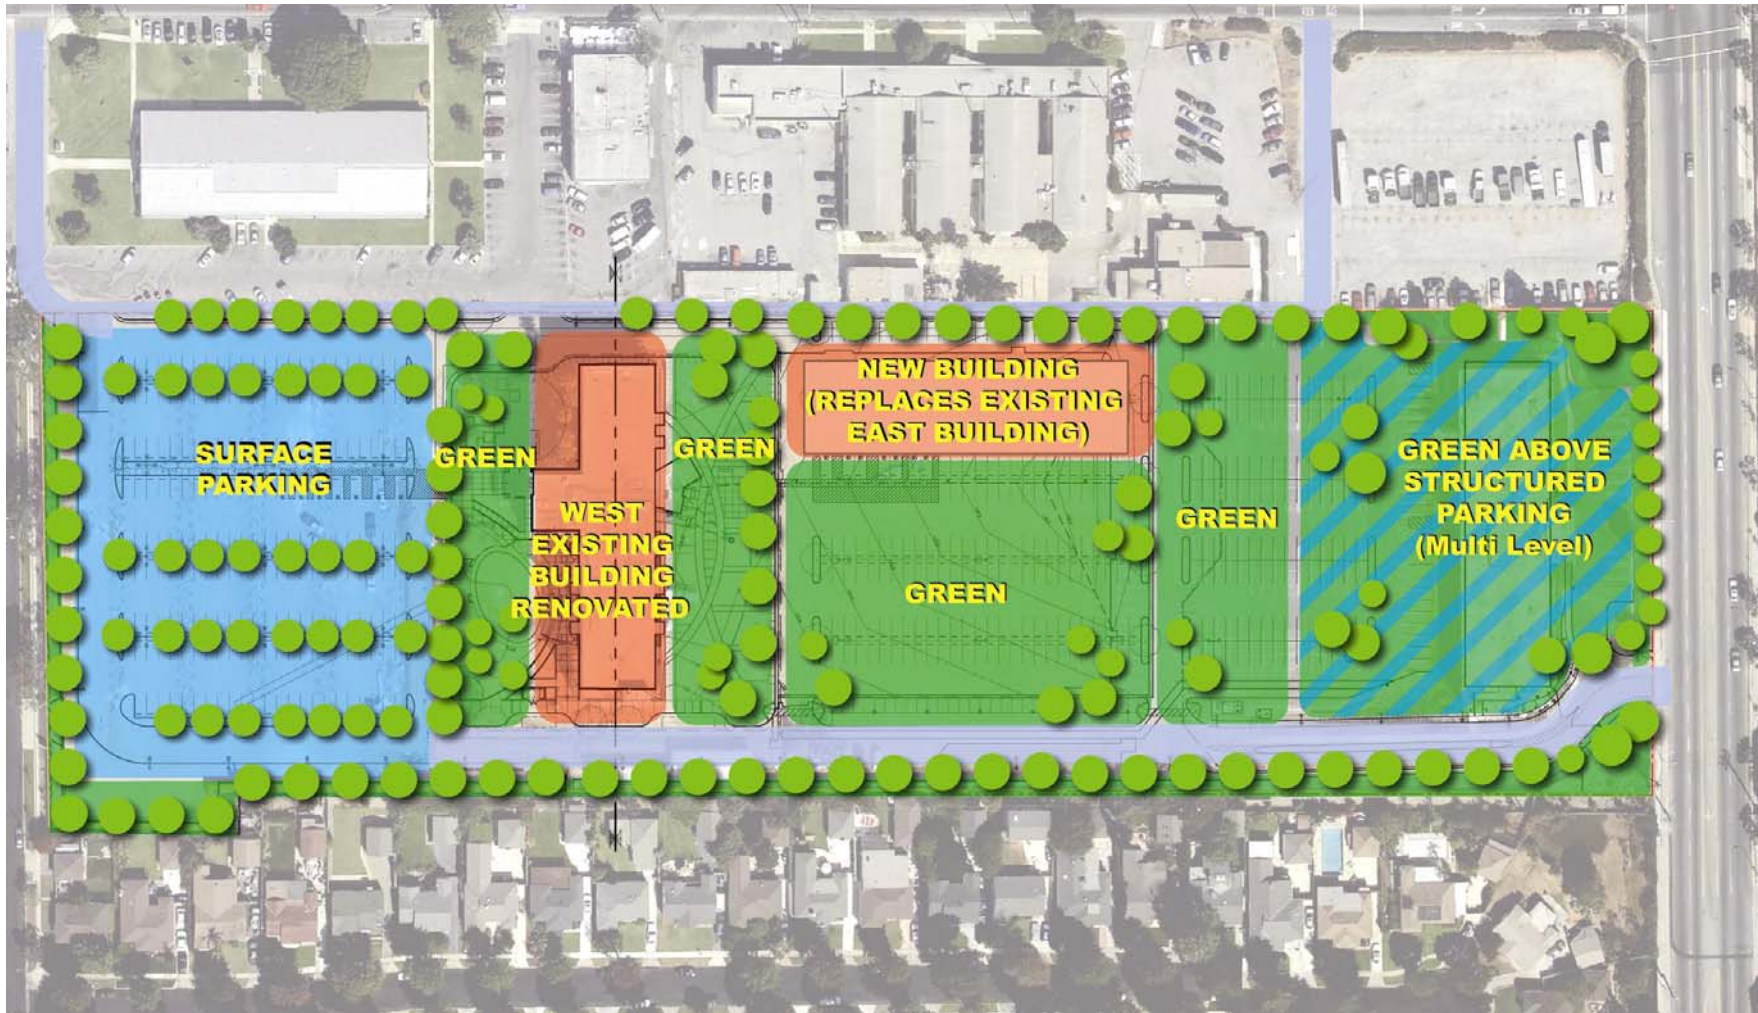 SURFACE
PARKING
GREEN
WEST
EXISTING
BUILDING
RENOVATED
GREEN
NEW BUILDING
(REPLACES EXISTING
EAST BUILDING)
GREEN
GREEN
GREEN ABOVE
STRUCTURED
PARKING
(Multi Level)